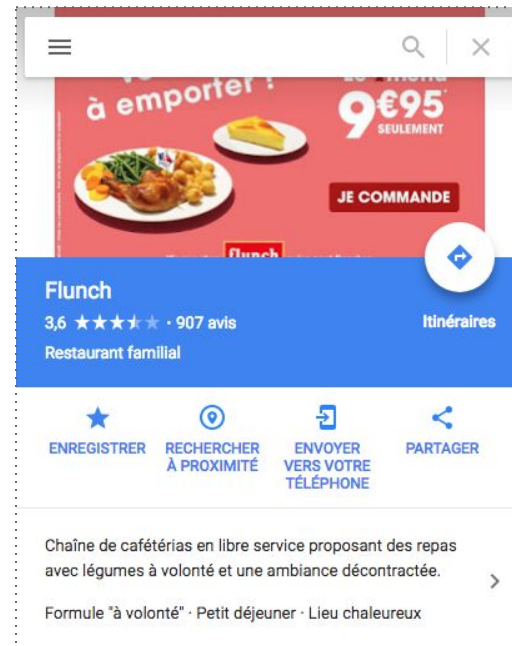 à emporter !
9€95
SEULEMENT
JE COMMANDE
flunch
Flunch
3,6 · 907 avis
Itinéraires
Restaurant familial
ENREGISTRER
RECHERCHER
À PROXIMITÉ
ENVOYER
VERS VOTRE
TÉLÉPHONE
PARTAGER
Chaîne de cafétérias en libre service proposant des repas
avec légumes à volonté et une ambiance décontractée.
Formule "à volonté" · Petit déjeuner · Lieu chaleureux